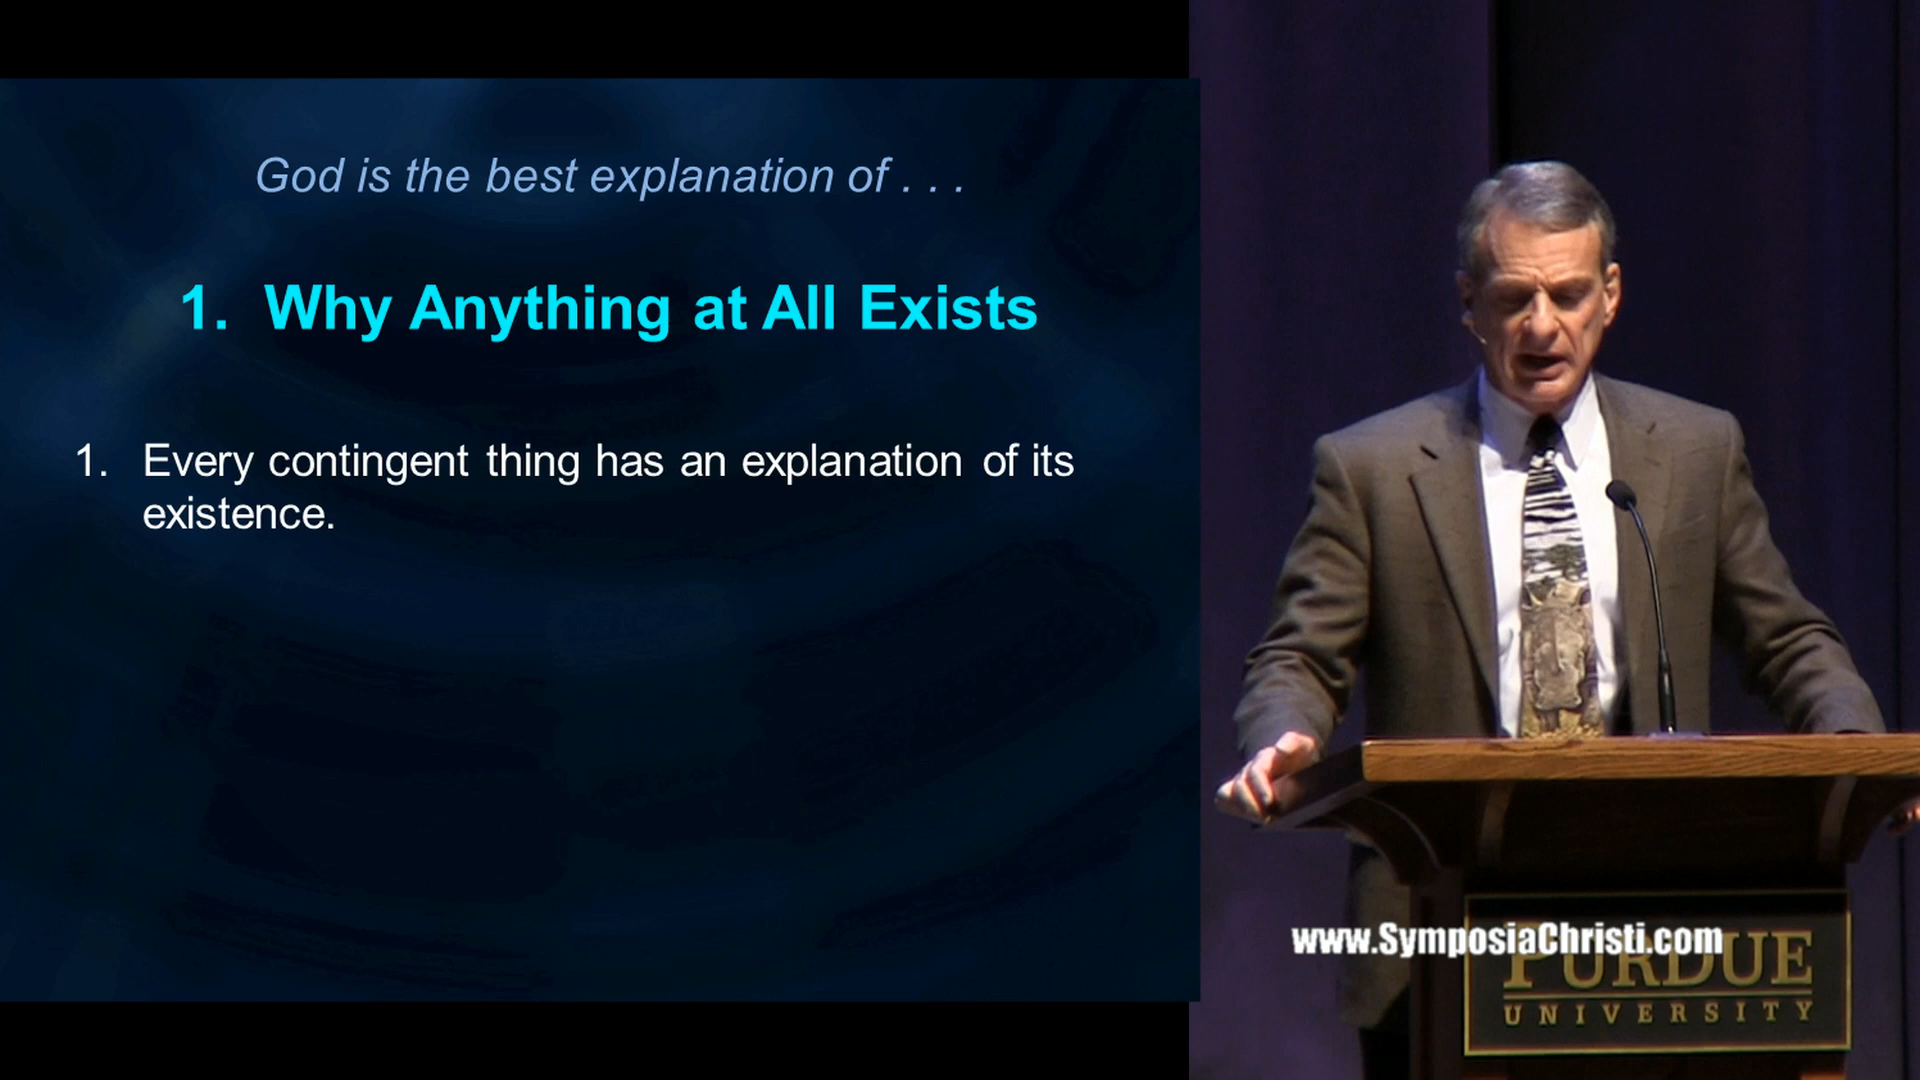 God is the best explanation of . . .
1. Why Anything at All Exists
1. Every contingent thing has an explanation of its
existence.
www.SymposiaChristi.com
PURDUE
UNIVERSITY